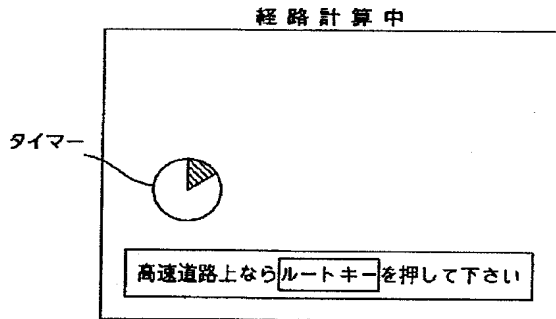 経路計算中
タイマー
高速道路上ならルートキーを押して下さい